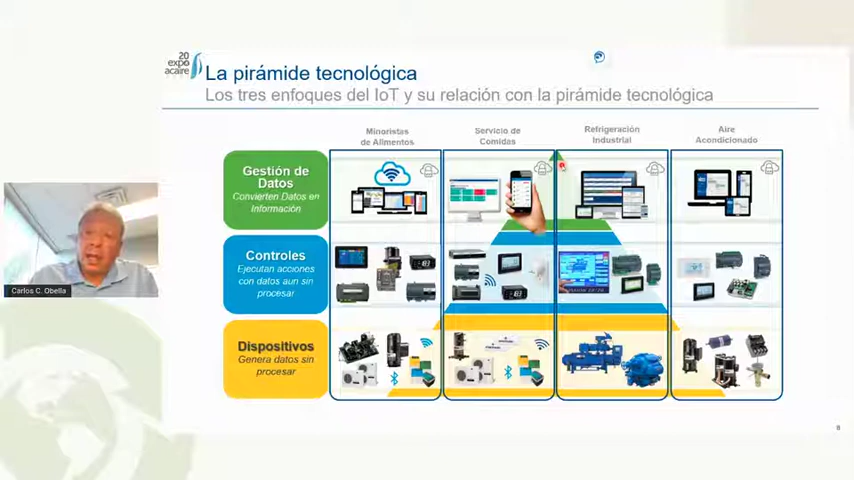 20
expo
acaire
La pirámide tecnológica
Los tres enfoques del IoT y su relación con la pirámide tecnológica
Minoristas
de Alimentos
Servicio de
Comidas
Refrigeración
Industrial
Aire
Acondicionado
Gestión de
Datos
Convierten Datos en
Información
Controles
Ejecutan acciones
con datos aun sin
procesar
Dispositivos
Genera datos sin
procesar
Carlos C. Obella
8